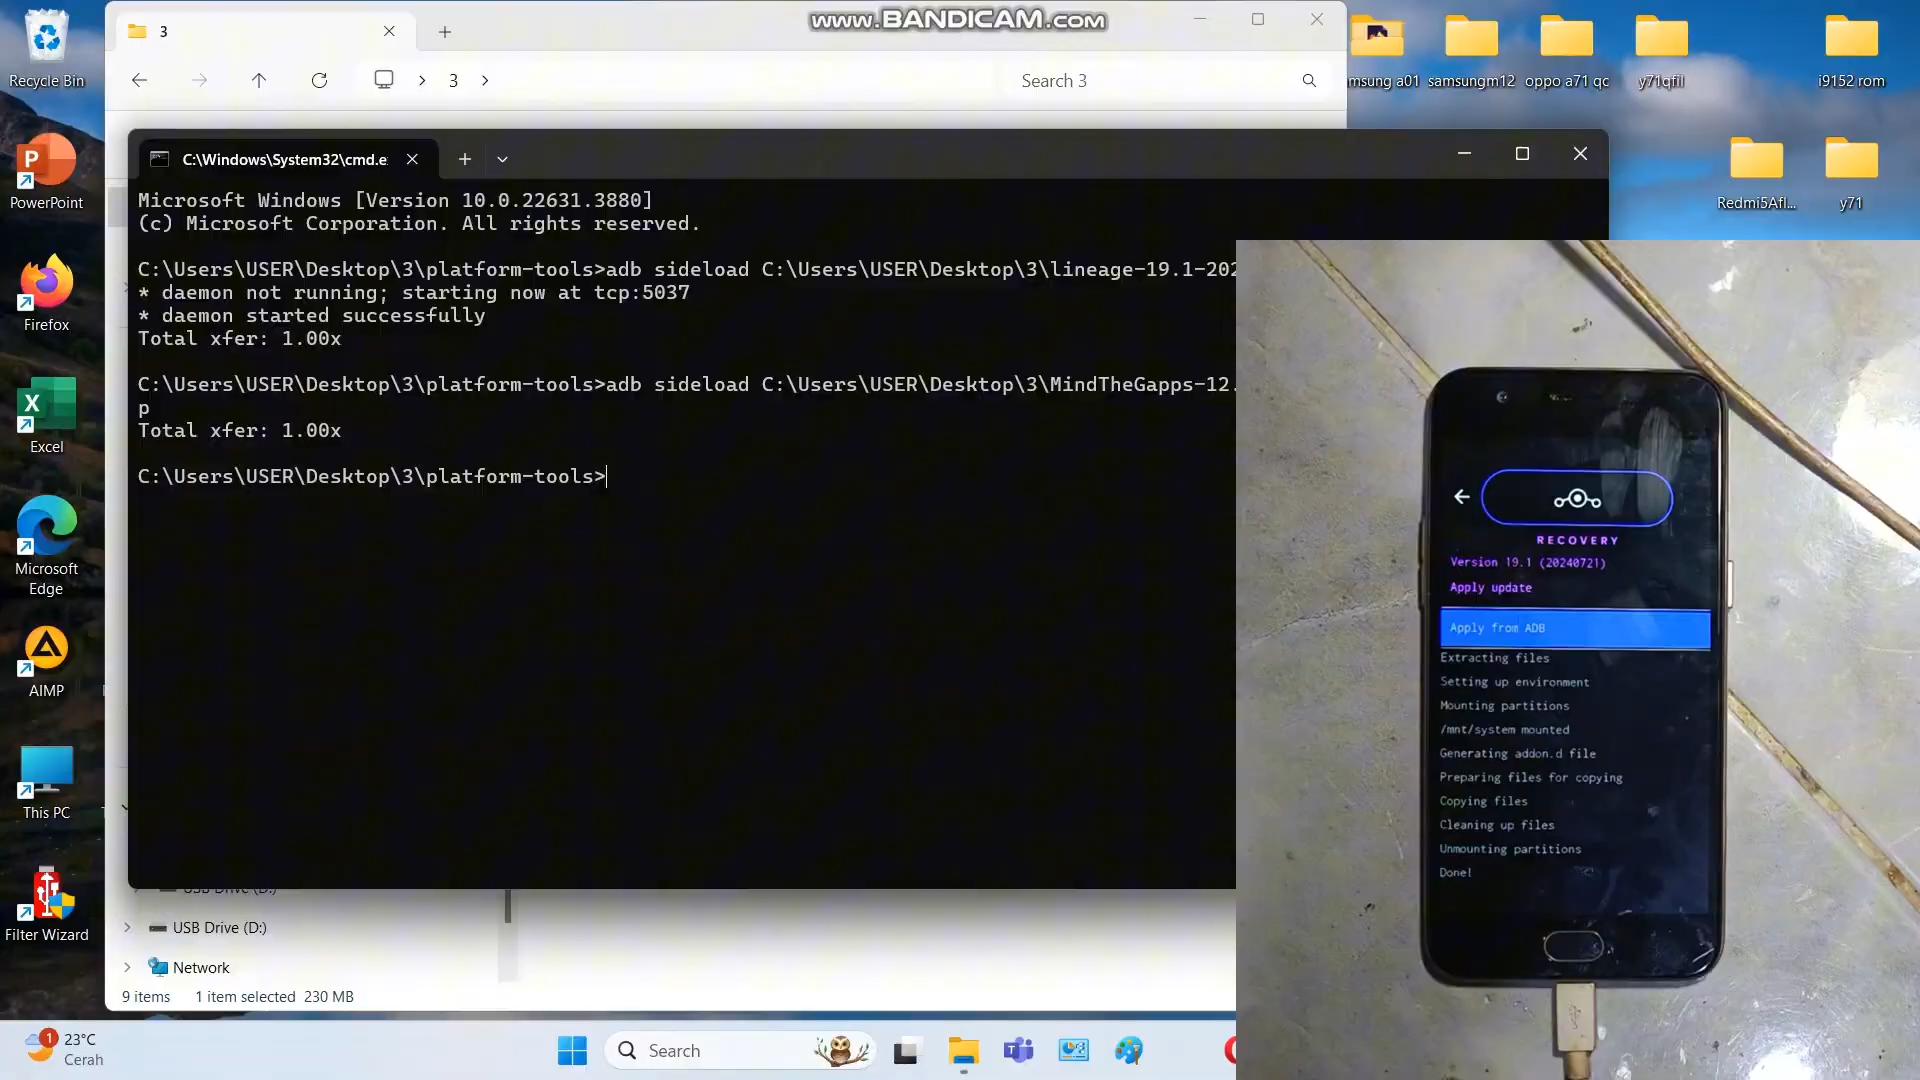 www.BANDICAM.com
3
3
Search 3
Recycle Bin
PowerPoint
Firefox
Excel
Microsoft
Edge
AIMP
This PC
Filter Wizard
msung a01
samsungm12
oppo a71 qc
y71qfil
i9152 rom
Redmi5Afl...
y71
C:\Windows\System32\cmd.e
Microsoft Windows [Version 10.0.22631.3880]
(c) Microsoft Corporation. All rights reserved.
C:\Users\USER\Desktop\3\platform-tools>adb sideload C:\Users\USER\Desktop\3\lineage-19.1-202
* daemon not running; starting now at tcp:5037
* daemon started successfully
Total xfer: 1.00x
C:\Users\USER\Desktop\3\platform-tools>adb sideload C:\Users\USER\Desktop\3\MindTheGapps-12.
p
Total xfer: 1.00x
C:\Users\USER\Desktop\3\platform-tools>
RECOVERY
Version 19.1 (20240721)
Apply update
Apply from ADB
Extracting files
Setting up environment
Mounting partitions
/mnt/system mounted
Generating addon.d file
Preparing files for copying
Copying files
Cleaning up files
Unmounting partitions
Done!
USB Drive (D:)
USB Drive (D:)
Network
9 items 1 item selected 230 MB
1
23°C
Cerah
Search